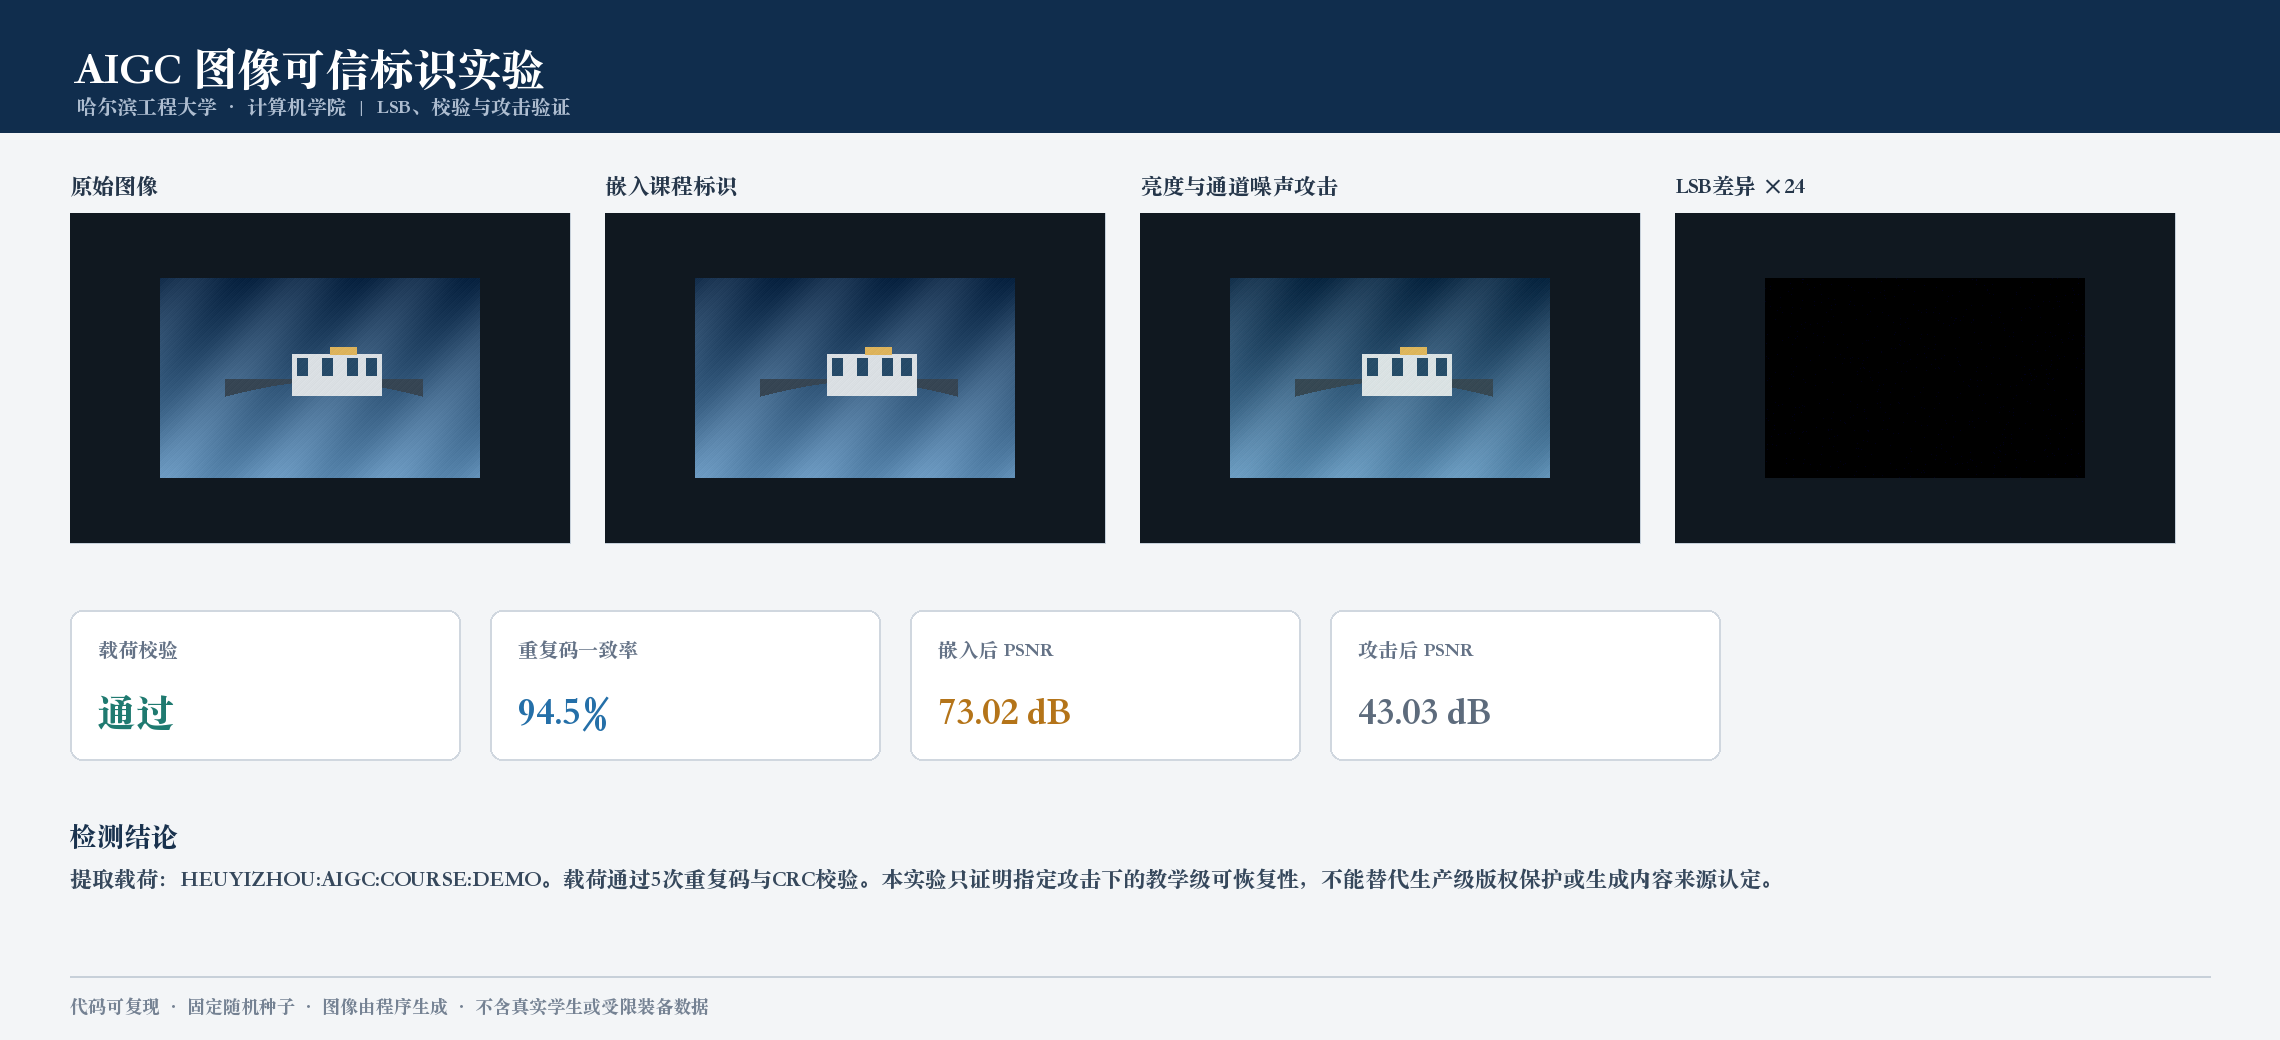 AIGC 图像可信标识实验
哈尔滨工程大学 · 计算机学院 | LSB、校验与攻击验证
原始图像
嵌入课程标识
亮度与通道噪声攻击
LSB差异 ×24
载荷校验
通过
重复码一致率
94.5%
嵌入后 PSNR
73.02 dB
攻击后 PSNR
43.03 dB
检测结论
提取载荷：HEUYIZHOU:AIGC:COURSE:DEMO。载荷通过5次重复码与CRC校验。本实验只证明指定攻击下的教学级可恢复性，不能替代生产级版权保护或生成内容来源认定。
代码可复现 · 固定随机种子 · 图像由程序生成 · 不含真实学生或受限装备数据